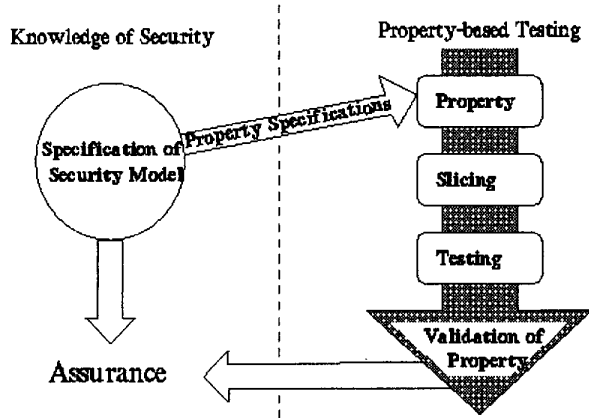 Knowledge of Security
Property-based Testing
Property Specifications
Property
Specification of
Security Model
Slicing
Testing
Validation of
Property
Assurance